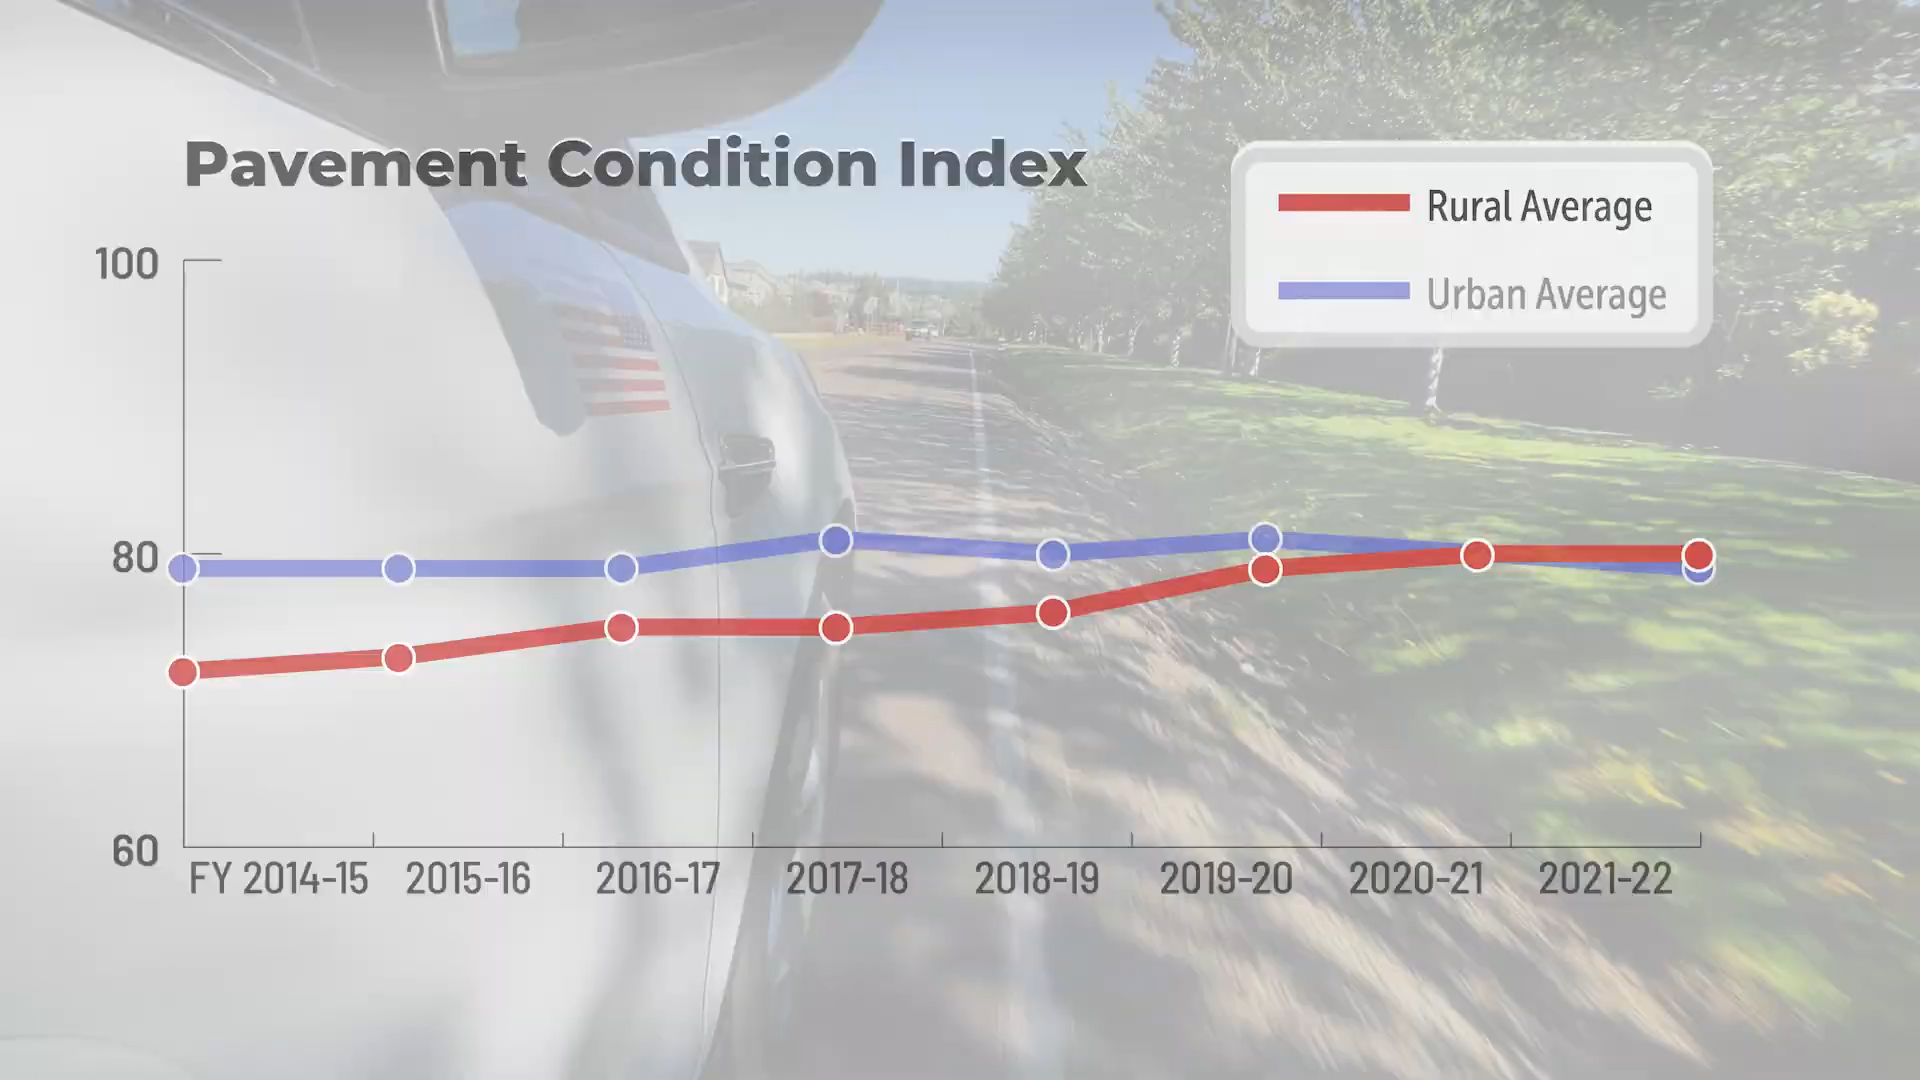 Pavement Condition Index
Rural Average
Urban Average
100
80
60
FY 2014-15 2015-16 2016-17 2017-18 2018-19 2019-20 2020-21 2021-22